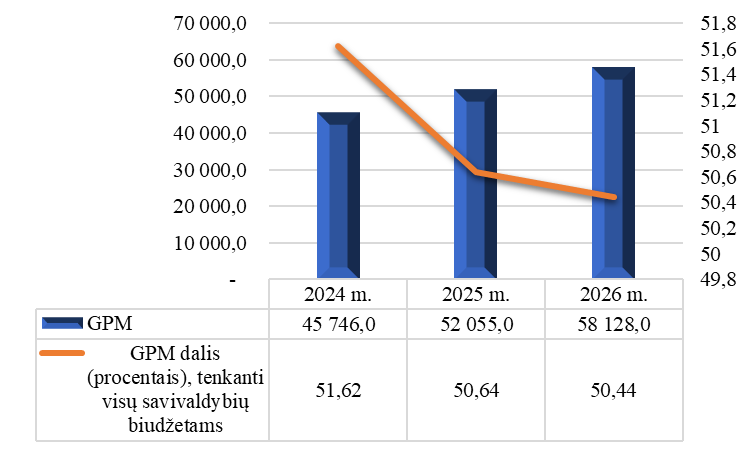 70 000,0
60 000,0
50 000,0
40 000,0
30 000,0
20 000,0
10 000,0
-
51,8
51,6
51,4
51,2
51
50,8
50,6
50,4
50,2
50
49,8
2024 m. 2025 m. 2026 m.
GPM 45 746,0 52 055,0 58 128,0
GPM dalis
(procentais), tenkanti
visų savivaldybių
biudžetams
51,62 50,64 50,44